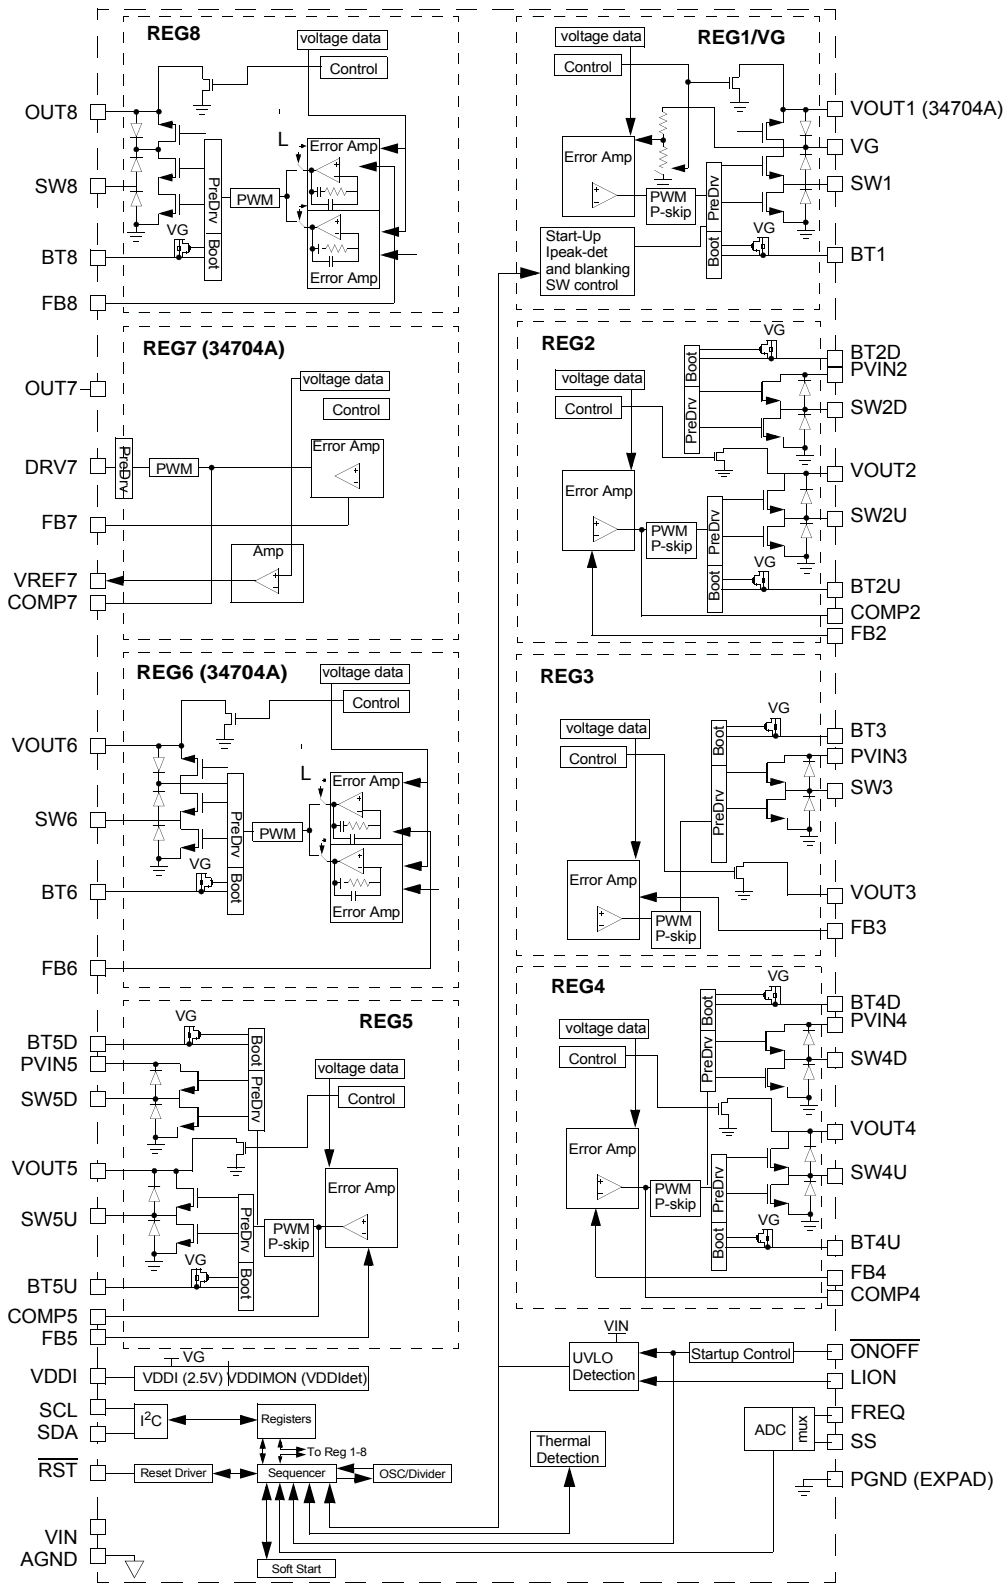 REG8
voltage data
Control
OUT8
SW8
BT8
FB8
VG
PreDrv
Boot
PWM
L
Error Amp
Error Amp
REG7 (34704A)
voltage data
Control
OUT7
DRV7
FB7
VREF7
COMP7
PreDrv
PWM
Error Amp
Amp
REG6 (34704A)
voltage data
Control
VOUT6
SW6
BT6
FB6
VG
PreDrv
Boot
PWM
L
Error Amp
Error Amp
REG5
voltage data
Control
BT5D
PVIN5
SW5D
VOUT5
SW5U
BT5U
COMP5
FB5
VG
Boot
PreDrv
PreDrv
Boot
VG
PWM
P-skip
Error Amp
REG1/VG
voltage data
Control
Error Amp
PWM
P-skip
PreDrv
Boot
VG
Start-Up
Ipeak-det
and blanking
SW control
VOUT1 (34704A)
VG
SW1
BT1
REG2
voltage data
Control
Error Amp
PWM
P-skip
VG
Boot
PreDrv
PreDrv
Boot
VG
BT2D
PVIN2
SW2D
VOUT2
SW2U
BT2U
COMP2
FB2
REG3
voltage data
Control
Error Amp
PWM
P-skip
VG
Boot
PreDrv
BT3
PVIN3
SW3
VOUT3
FB3
REG4
voltage data
Control
Error Amp
PWM
P-skip
VG
Boot
PreDrv
PreDrv
Boot
VG
BT4D
PVIN4
SW4D
VOUT4
SW4U
BT4U
FB4
COMP4
VDDI
VG
VDDI (2.5V)
VDDIMON (VDDIdet)
SCL
SDA
I2C
Registers
To Reg 1-8
RST
Reset Driver
Sequencer
OSC/Divider
Soft Start
VIN
AGND
VIN
UVLO
Detection
Startup Control
ONOFF
LION
Thermal
Detection
ADC
mux
FREQ
SS
PGND (EXPAD)